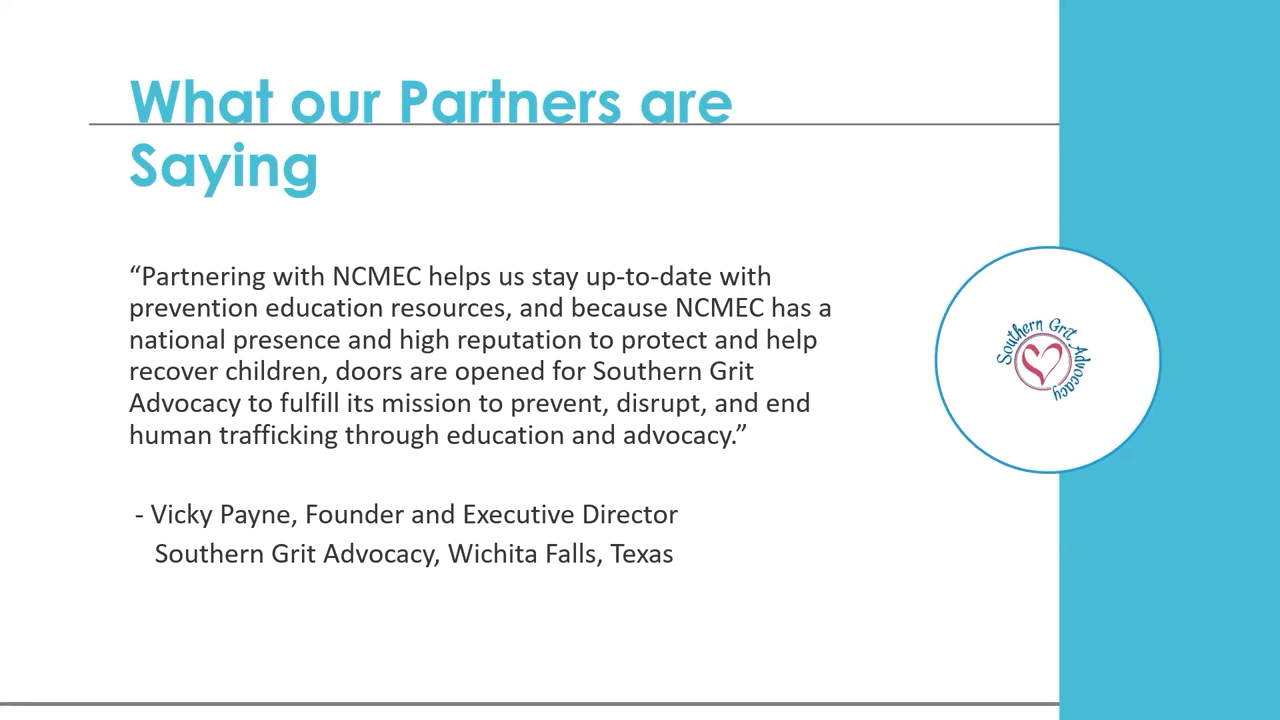 What our Partners are
Saying
“Partnering with NCMEC helps us stay up-to-date with
prevention education resources, and because NCMEC has a
national presence and high reputation to protect and help
recover children, doors are opened for Southern Grit
Advocacy to fulfill its mission to prevent, disrupt, and end
human trafficking through education and advocacy.”
- Vicky Payne, Founder and Executive Director
Southern Grit Advocacy, Wichita Falls, Texas
Southern Grit Advocacy